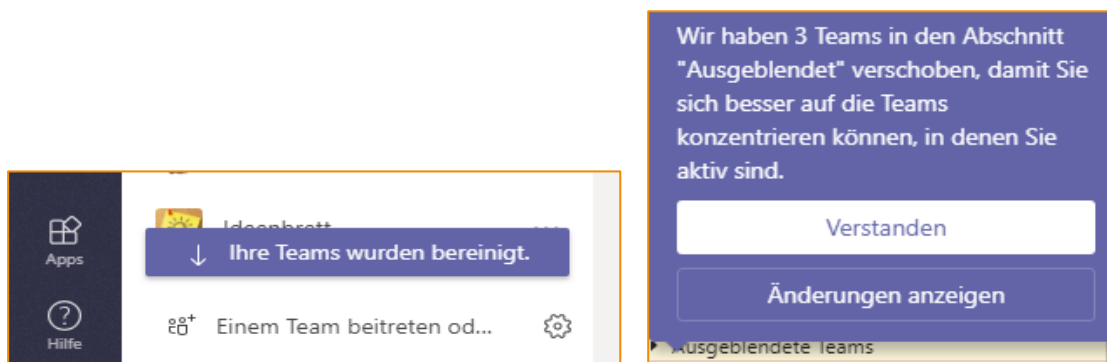 Apps
Hilfe
Ideenbrett
Ihre Teams wurden bereinigt.
Einem Team beitreten od...
Wir haben 3 Teams in den Abschnitt
"Ausgeblendet" verschoben, damit Sie
sich besser auf die Teams
konzentrieren können, in denen Sie
aktiv sind.
Verstanden
Änderungen anzeigen
Ausgeblendete Teams